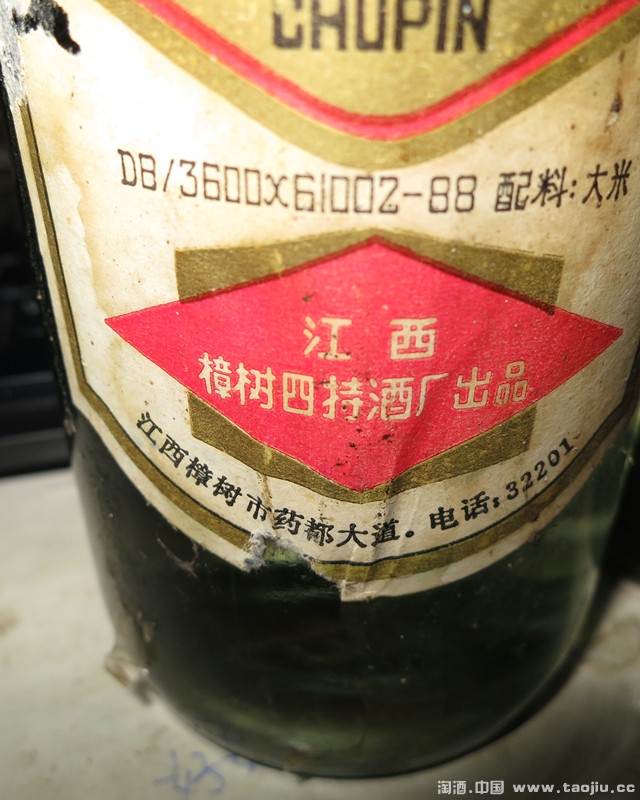 CHUPIN
DB/3600X61002-88 配料:大米
江西
樟树四特酒厂出品
江西樟树市药都大道。电话:32201
淘酒.中国 www.taojiu.cc